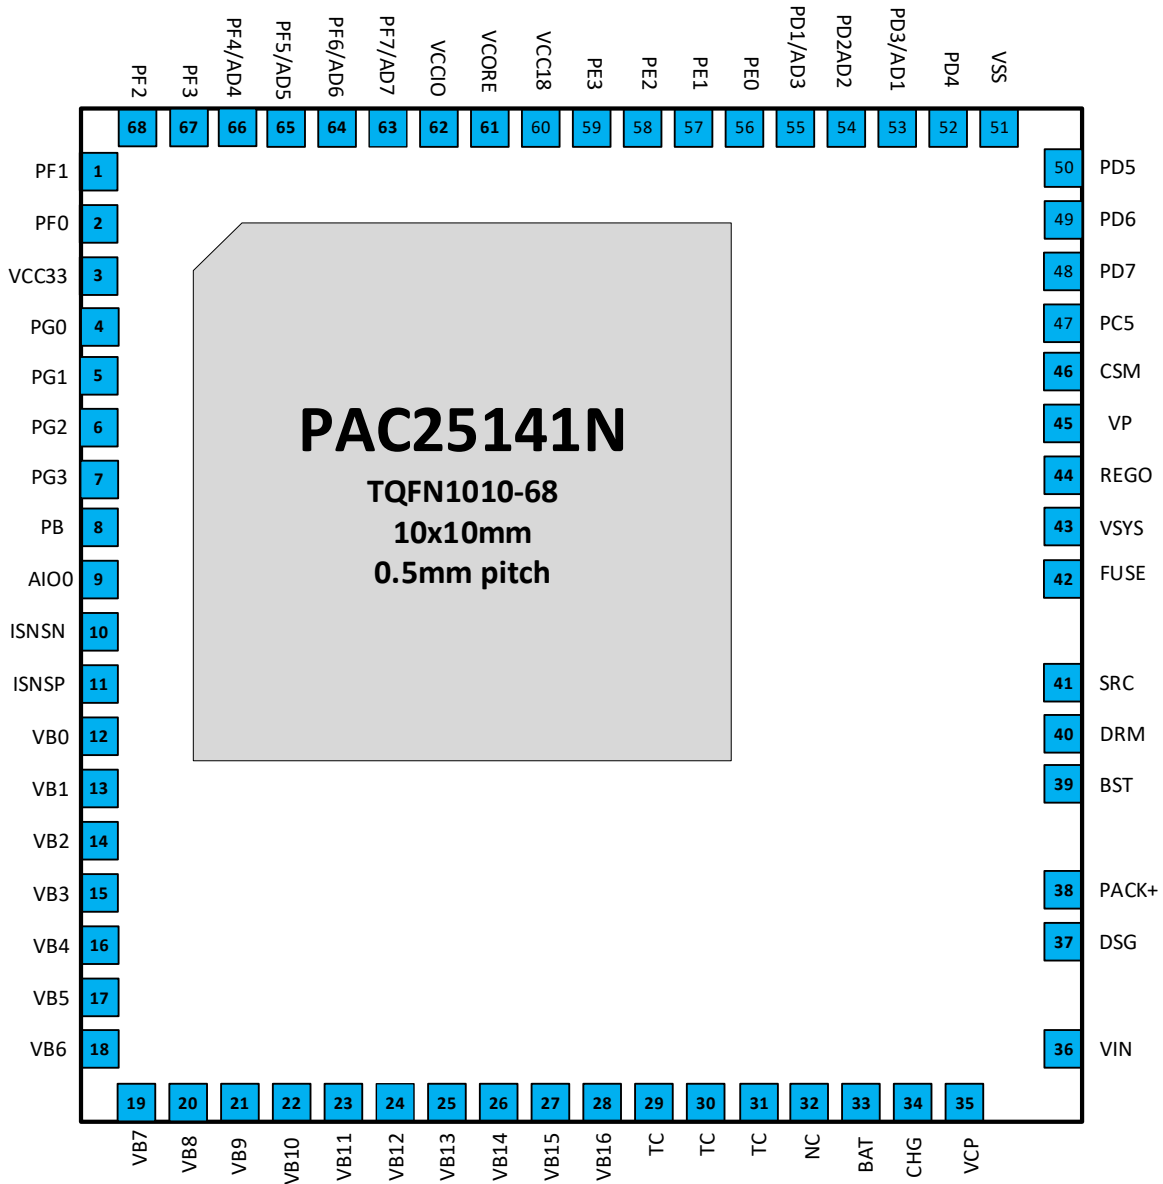 PF2
PF3
PF4/AD4
PF5/AD5
PF6/AD6
PF7/AD7
VCCIO
VCORE
VCC18
PE3
PE2
PE1
PE0
PD1/AD3
PD2AD2
PD3/AD1
PD4
VSS
68
67
66
65
64
63
62
61
60
59
58
57
56
55
54
53
52
51
PF1 1
PF0 2
VCC33 3
PG0 4
PG1 5
PG2 6
PG3 7
PB 8
AIO0 9
ISNSN 10
ISNSP 11
VB0 12
VB1 13
VB2 14
VB3 15
VB4 16
VB5 17
VB6 18
PAC25141N
TQFN1010-68
10x10mm
0.5mm pitch
50 PD5
49 PD6
48 PD7
47 PC5
46 CSM
45 VP
44 REGO
43 VSYS
42 FUSE
41 SRC
40 DRM
39 BST
38 PACK+
37 DSG
36 VIN
19
20
21
22
23
24
25
26
27
28
29
30
31
32
33
34
35
VB7
VB8
VB9
VB10
VB11
VB12
VB13
VB14
VB15
VB16
TC
TC
TC
NC
BAT
CHG
VCP